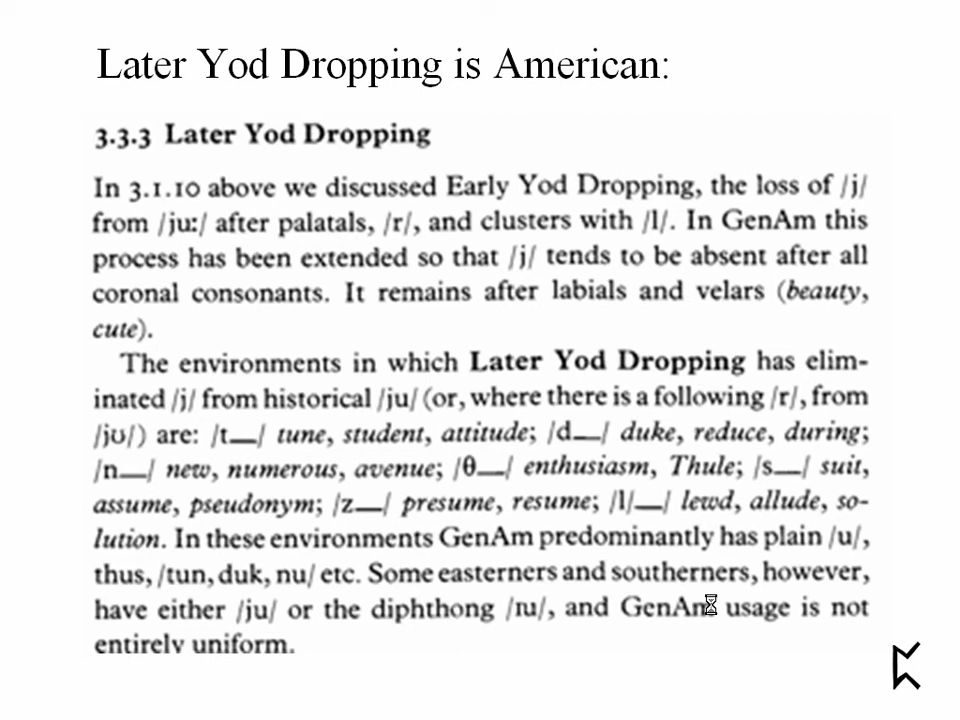 Later Yod Dropping is American:
3.3.3 Later Yod Dropping
In 3.1.10 above we discussed Early Yod Dropping, the loss of /j/
from /juː/ after palatals, /r/, and clusters with /l/. In GenAm this
process has been extended so that /j/ tends to be absent after all
coronal consonants. It remains after labials and velars (beauty,
cute).
The environments in which Later Yod Dropping has elim-
inated /j/ from historical /ju/ (or, where there is a following /r/, from
/jʊ/) are: /t__/ tune, student, attitude; /d__/ duke, reduce, during;
/n__/ new, numerous, avenue; /θ__/ enthusiasm, Thule; /s__/ suit,
assume, pseudonym; /z__/ presume, resume; /l/__/ lewd, allude, so-
lution. In these environments GenAm predominantly has plain /u/,
thus, /tun, duk, nu/ etc. Some easterners and southerners, however,
have either /ju/ or the diphthong /ɪu/, and GenAm usage is not
entirely uniform.